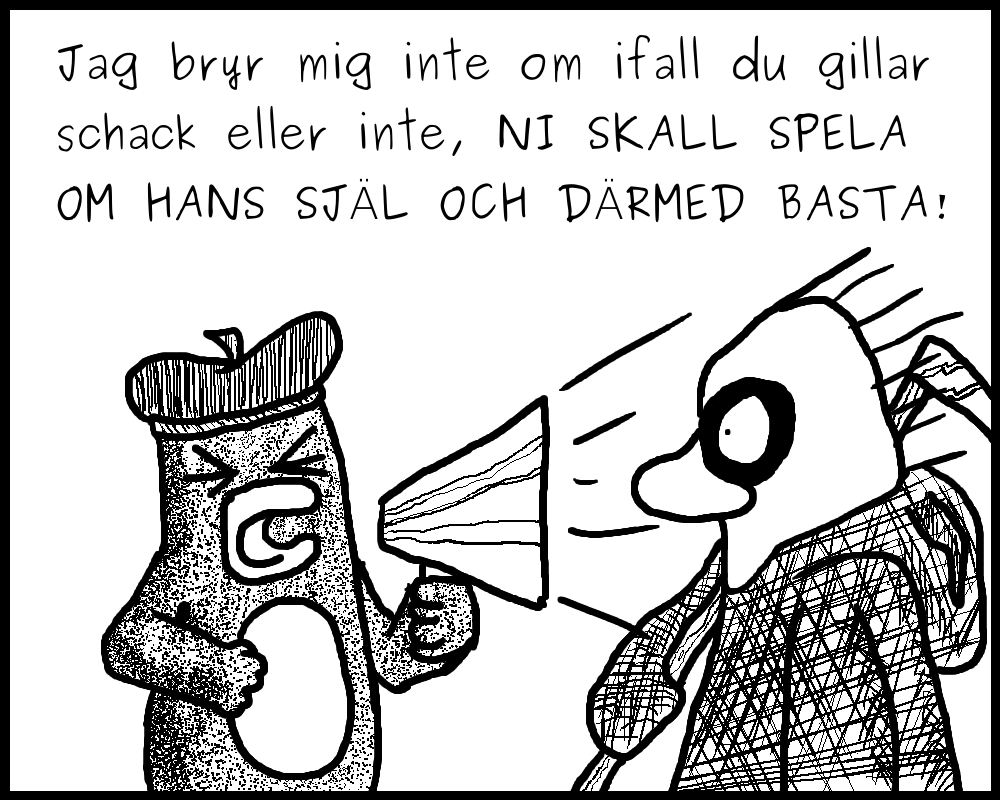 Jag bryr mig inte om ifall du gillar
schack eller inte, NI SKALL SPELA
OM HANS SJÄL OCH DÄRMED BASTA!